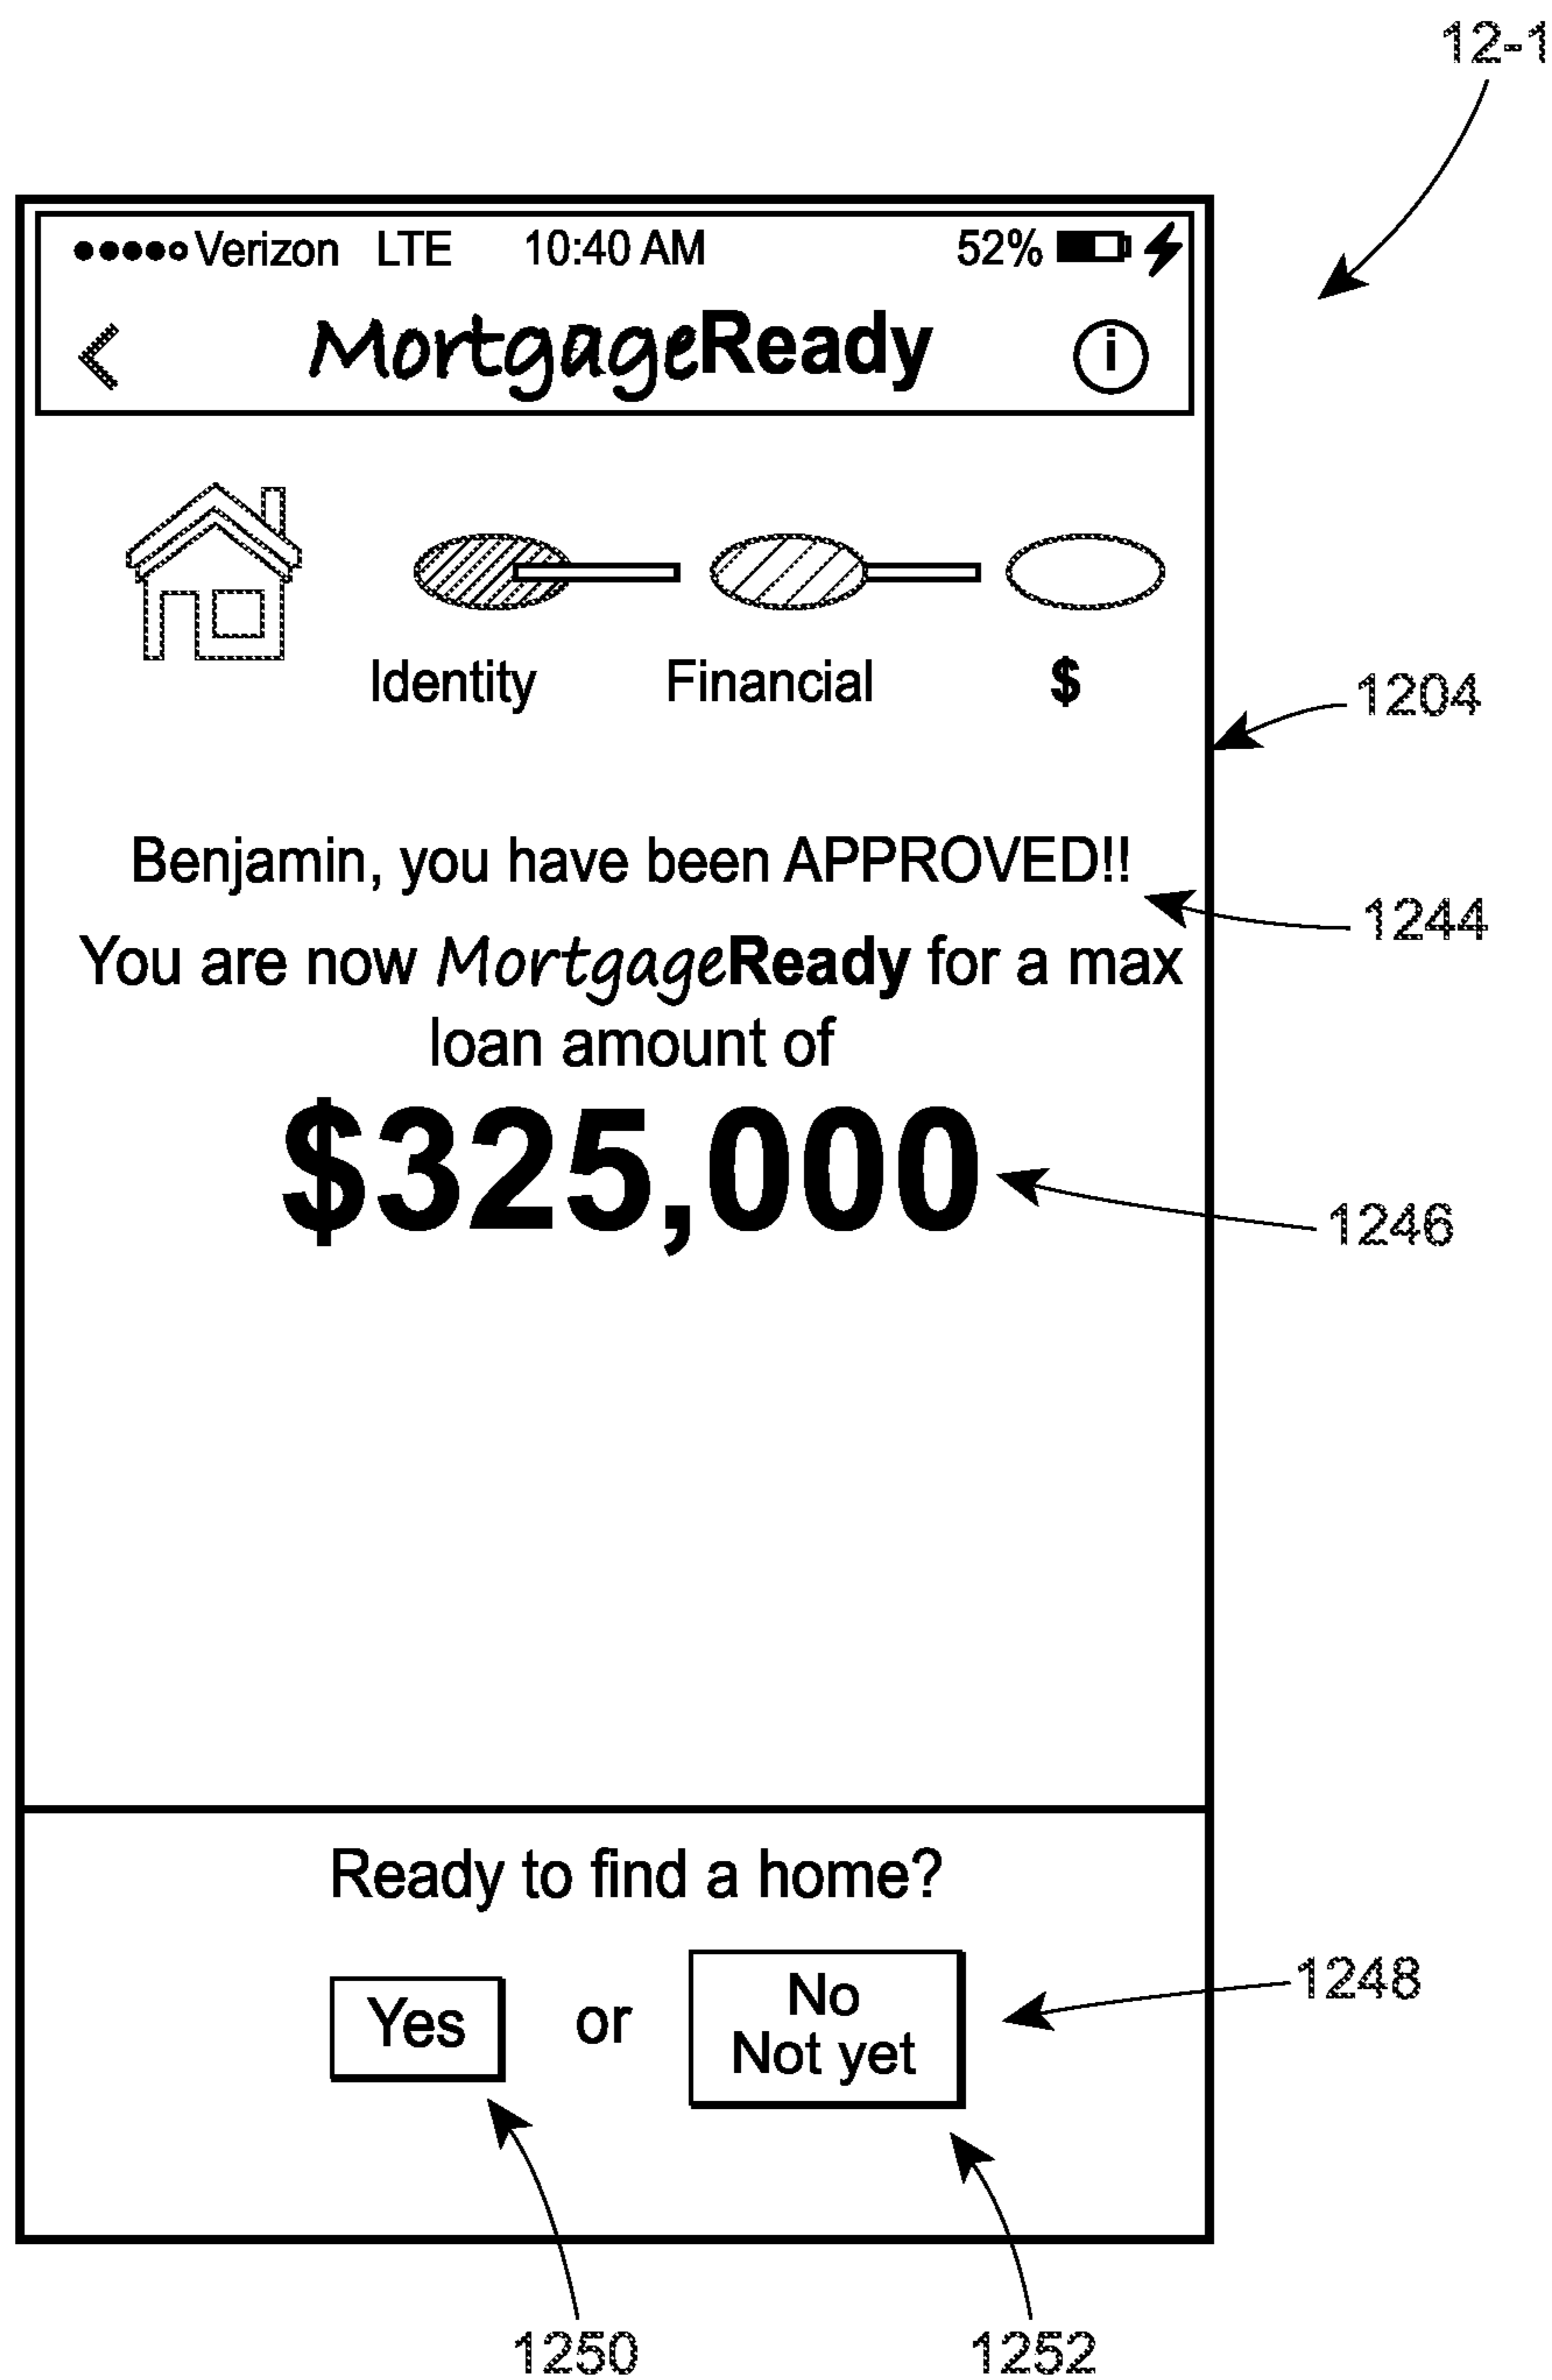 12-1
Verizon LTE 10:40 AM 52%
< MortgageReady i
Identity Financial $
1204
Benjamin, you have been APPROVED!!
1244
You are now MortgageReady for a max
loan amount of
$325,000
1246
Ready to find a home?
1248
Yes or No
Not yet
1250 1252